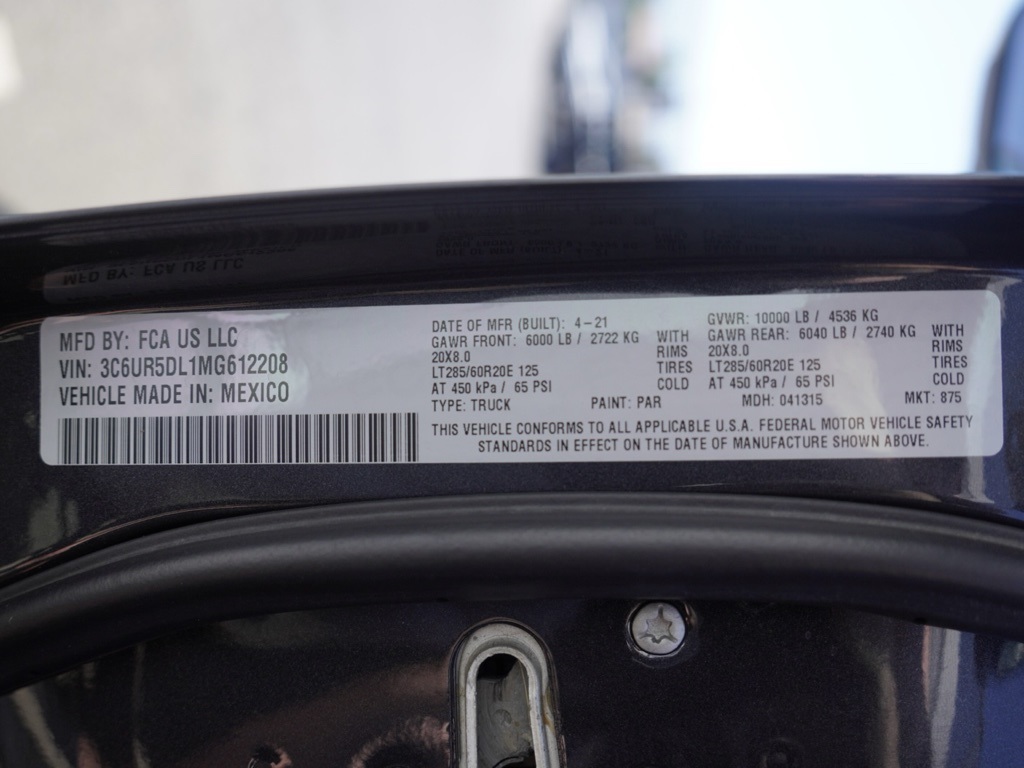 MFD BY: FCA US LLC
VIN: 3C6UR5DL1MG612208
VEHICLE MADE IN: MEXICO
DATE OF MFR (BUILT): 4-21
GAWR FRONT: 6000 LB / 2722 KG WITH
20X8.0 RIMS
LT285/60R20E 125 TIRES
AT 450 kPa / 65 PSI COLD
GVWR: 10000 LB / 4536 KG
GAWR REAR: 6040 LB / 2740 KG WITH
20X8.0 RIMS
LT285/60R20E 125 TIRES
AT 450 kPa / 65 PSI COLD
TYPE: TRUCK PAINT: PAR MDH: 041315 MKT: 875
THIS VEHICLE CONFORMS TO ALL APPLICABLE U.S.A. FEDERAL MOTOR VEHICLE SAFETY
STANDARDS IN EFFECT ON THE DATE OF MANUFACTURE SHOWN ABOVE.